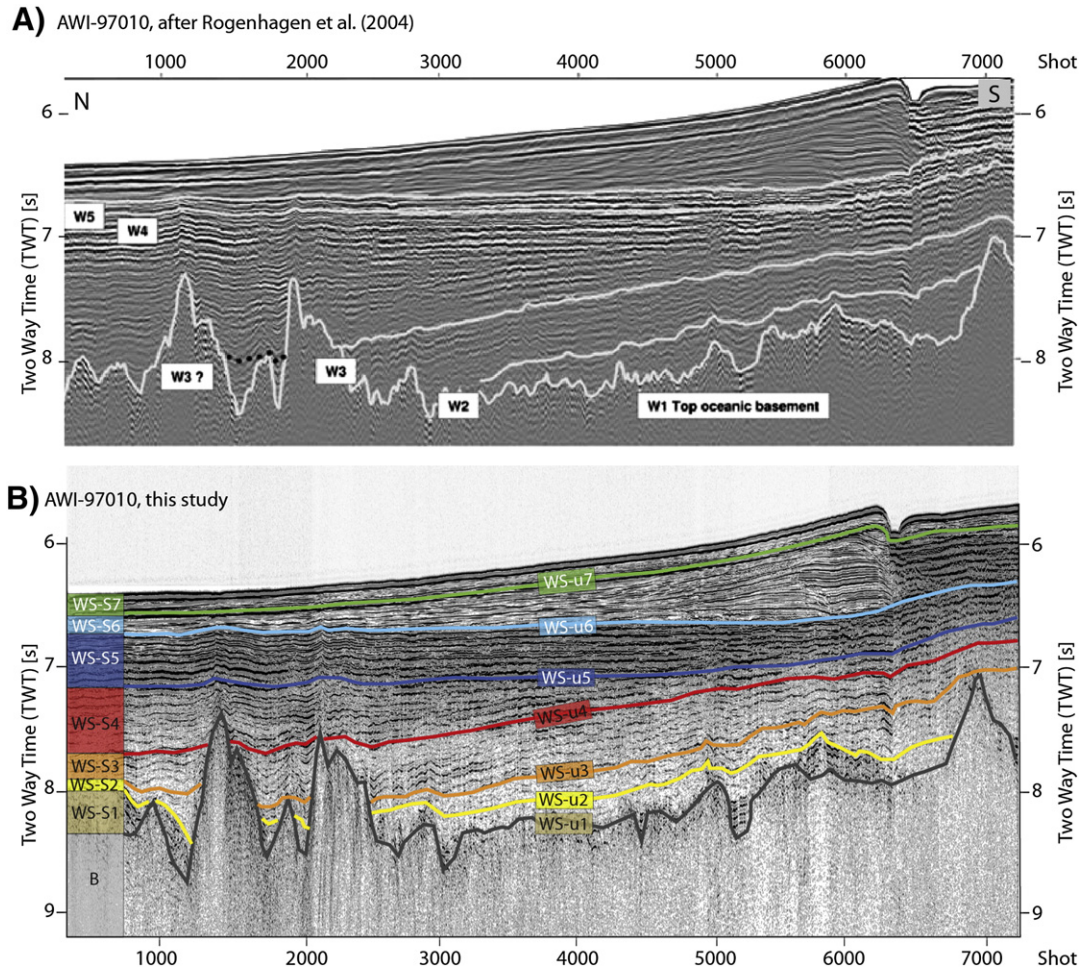 A) AWI-97010, after Rogenhagen et al. (2004)
1000 2000 3000 4000 5000 6000 7000 Shot
N S
6 6
W5
W4
7 7
Two Way Time (TWT) [s]
Two Way Time (TWT) [s]
8 8
W3 ?
W3
W2
W1 Top oceanic basement
B) AWI-97010, this study
6 6
WS-u7
WS-S7
WS-S6
WS-u6
WS-S5
7 7
WS-u5
Two Way Time (TWT) [s]
Two Way Time (TWT) [s]
WS-S4
WS-u4
WS-S3
WS-u3
WS-S2
8 8
WS-u2
WS-S1
WS-u1
B
9 9
1000 2000 3000 4000 5000 6000 7000 Shot